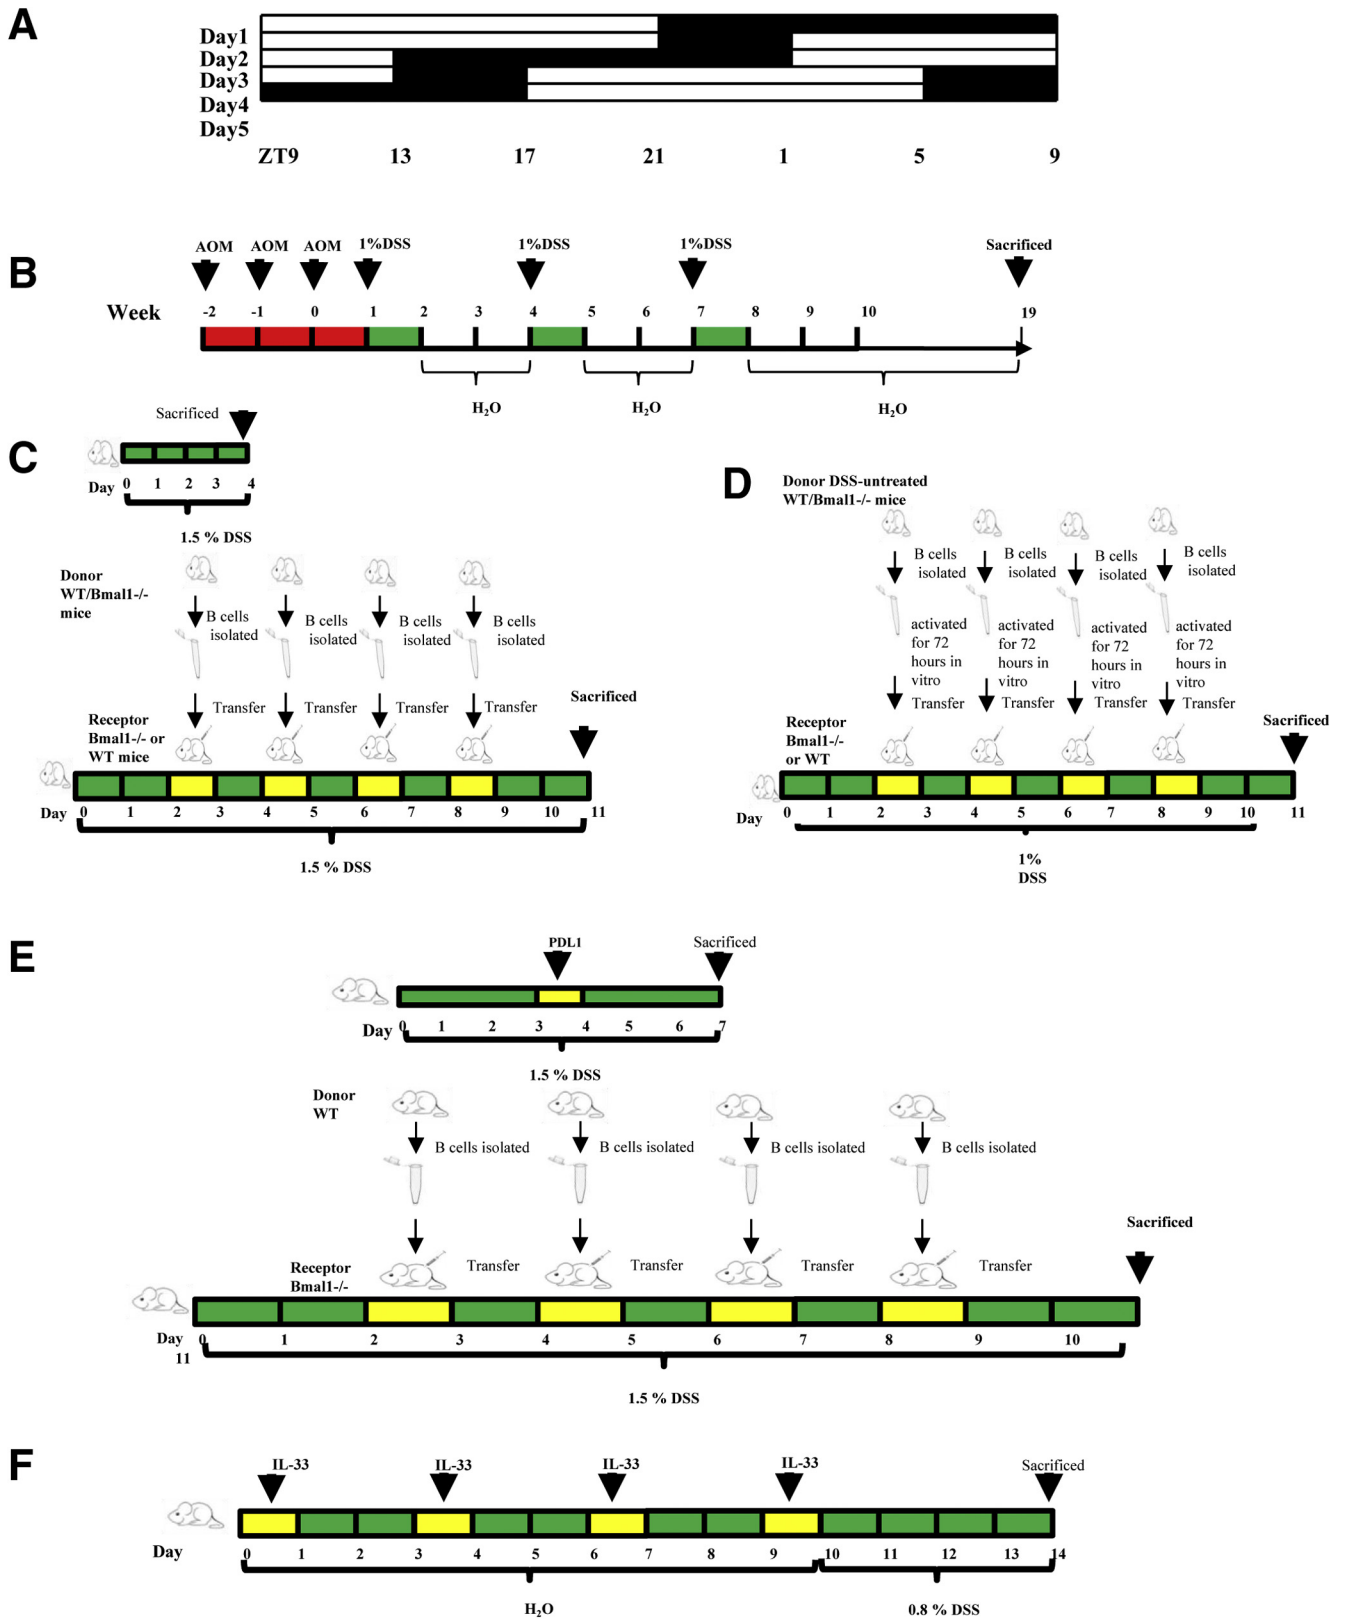 A
Day1
Day2
Day3
Day4
Day5
ZT9 13 17 21 1 5 9
B
AOM AOM AOM 1%DSS 1%DSS 1%DSS Sacrificed
Week -2 -1 0 1 2 3 4 5 6 7 8 9 10 19
H₂O H₂O H₂O
C
Sacrificed
Day 0 1 2 3 4
1.5 % DSS
Donor
WT/Bmal1-/-
mice
B cells
isolated
B cells
isolated
B cells
isolated
B cells
isolated
Transfer Transfer Transfer Transfer
Sacrificed
Receptor
Bmal1-/- or
WT mice
Day 0 1 2 3 4 5 6 7 8 9 10 11
1.5 % DSS
D
Donor DSS-untreated
WT/Bmal1-/- mice
B cells
isolated
B cells
isolated
B cells
isolated
B cells
isolated
activated
for 72
hours in
vitro
activated
for 72
hours in
vitro
activated
for 72
hours in
vitro
activated
for 72
hours in
vitro
Transfer Transfer Transfer Transfer
Receptor
Bmal1-/-
or WT
Sacrificed
Day 0 1 2 3 4 5 6 7 8 9 10 11
1%
DSS
E
PDL1 Sacrificed
Day 0 1 2 3 4 5 6 7
1.5 % DSS
Donor
WT
B cells isolated B cells isolated B cells isolated B cells isolated
Sacrificed
Receptor
Bmal1-/-
Transfer Transfer Transfer Transfer
Day 0 1 2 3 4 5 6 7 8 9 10
11
1.5 % DSS
F
IL-33 IL-33 IL-33 IL-33 Sacrificed
Day 0 1 2 3 4 5 6 7 8 9 10 11 12 13 14
H₂O 0.8 % DSS